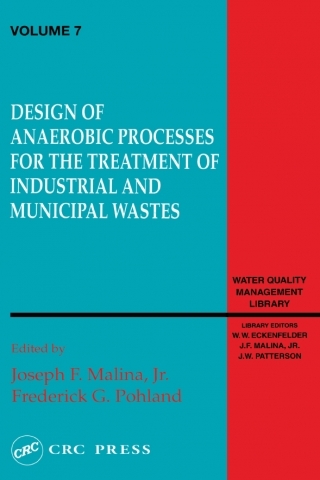 VOLUME 7
DESIGN OF
ANAEROBIC PROCESSES
FOR THE TREATMENT OF
INDUSTRIAL AND
MUNICIPAL WASTES
WATER QUALITY
MANAGEMENT
LIBRARY
LIBRARY EDITORS
W. W. ECKENFELDER
J.F. MALINA, JR.
J.W. PATTERSON
Edited by
Joseph F. Malina, Jr.
Frederick G. Pohland
CRC CRC PRESS